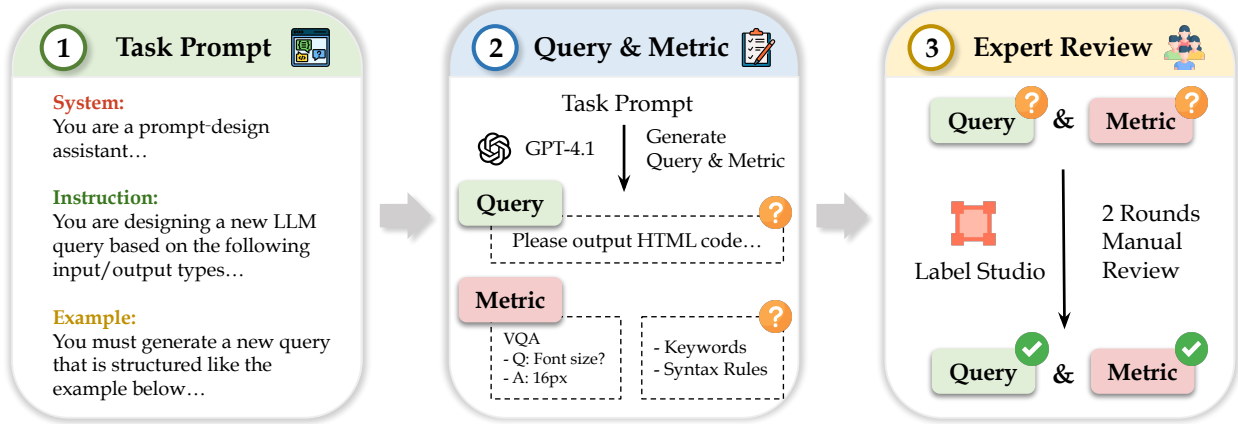 1 Task Prompt
System:
You are a prompt-design
assistant…
Instruction:
You are designing a new LLM
query based on the following
input/output types…
Example:
You must generate a new query
that is structured like the
example below…
2 Query & Metric
Task Prompt
GPT-4.1
Generate
Query & Metric
Query
?
Please output HTML code…
Metric
?
VQA
- Q: Font size?
- A: 16px
- Keywords
- Syntax Rules
3 Expert Review
Query ? & Metric ?
Label Studio
2 Rounds
Manual
Review
Query & Metric